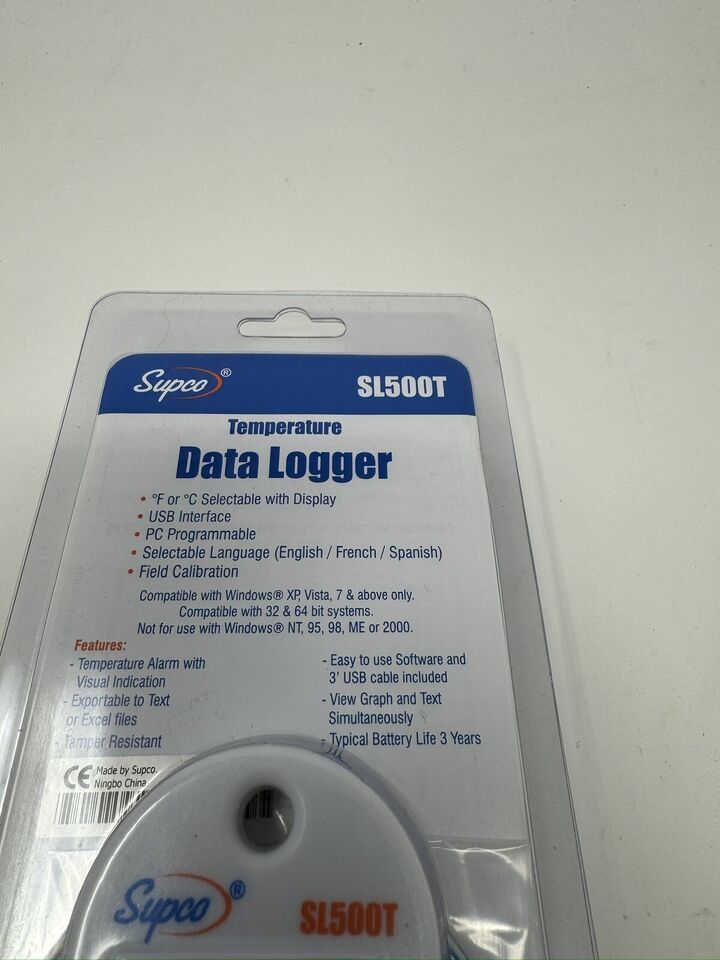 Supco®
SL500T
Temperature
Data Logger
• °F or °C Selectable with Display
• USB Interface
• PC Programmable
• Selectable Language (English / French / Spanish)
• Field Calibration
Compatible with Windows® XP, Vista, 7 & above only.
Compatible with 32 & 64 bit systems.
Not for use with Windows® NT, 95, 98, ME or 2000.
Features:
- Temperature Alarm with
Visual Indication
- Exportable to Text
or Excel files
- Tamper Resistant
- Easy to use Software and
3' USB cable included
- View Graph and Text
Simultaneously
- Typical Battery Life 3 Years
CE Made by Supco.
Ningbo China
Supco®
SL500T